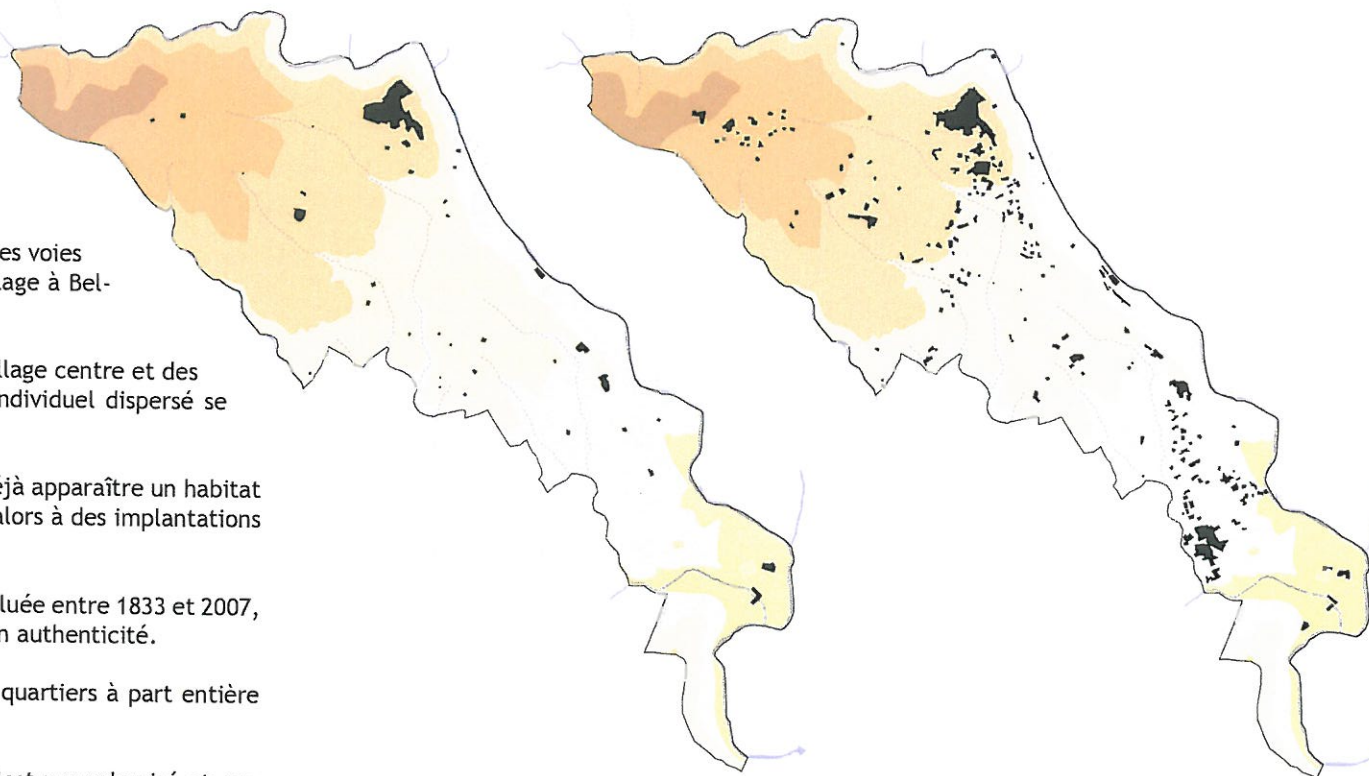 es voies
lage à Bel-
llage centre et des
ndividuel dispersé se
éjà apparaître un habitat
alors à des implantations
luée entre 1833 et 2007,
n authenticité.
quartiers à part entière